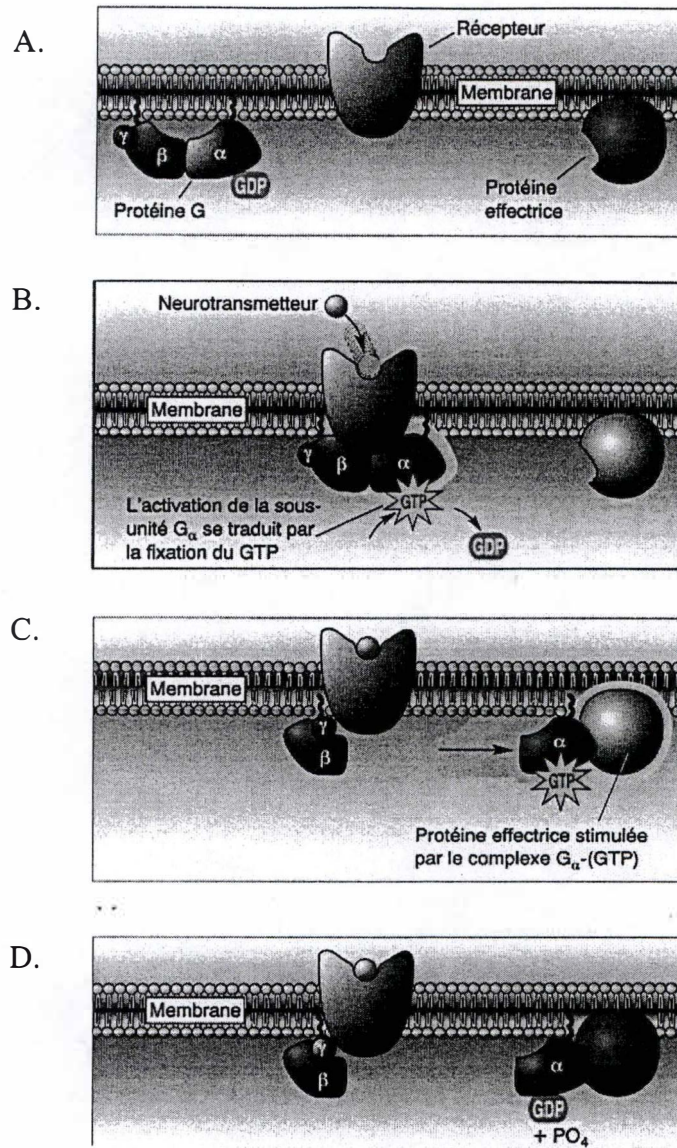 A.
Récepteur
Membrane
γ
β
α
GDP
Protéine G
Protéine
effectrice
B.
Neurotransmetteur
Membrane
γ
β
α
GTP
L'activation de la sous-
unité Gα se traduit par
la fixation du GTP
GDP
C.
Membrane
γ
β
α
GTP
Protéine effectrice stimulée
par le complexe Gα-(GTP)
D.
Membrane
γ
β
α
GDP
+ PO4